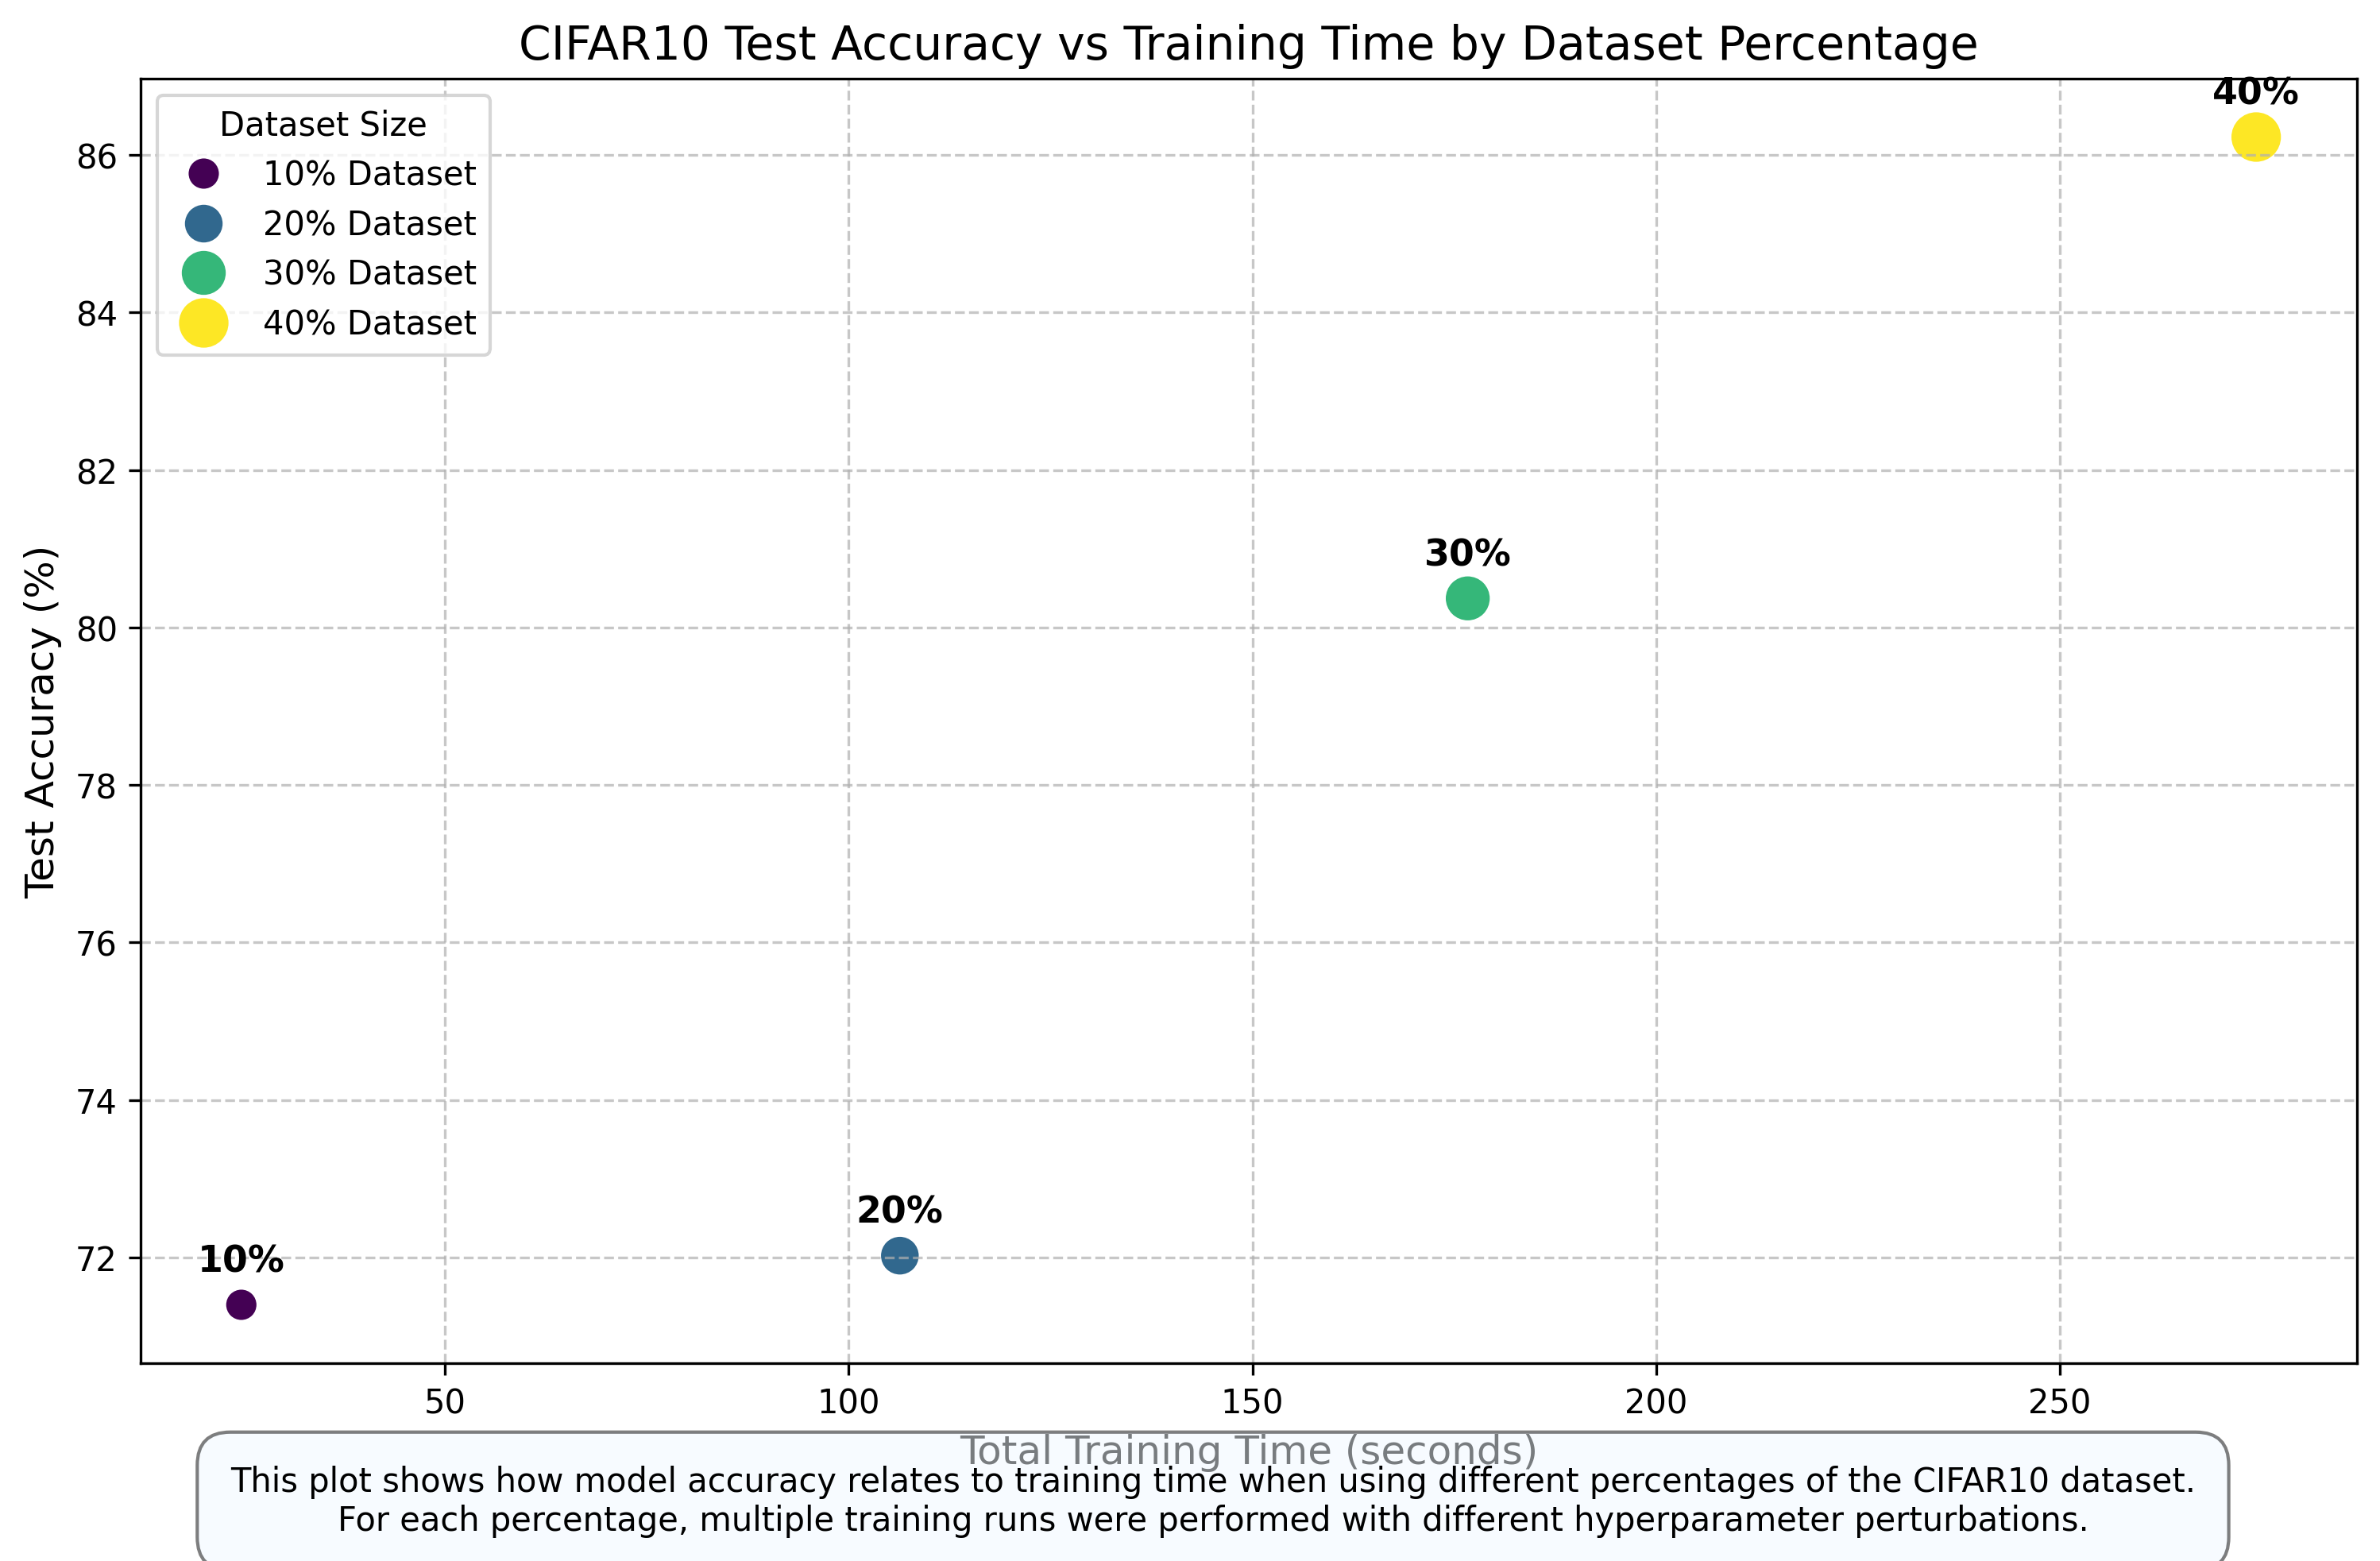 CIFAR10 Test Accuracy vs Training Time by Dataset Percentage
Dataset Size
10% Dataset
20% Dataset
30% Dataset
40% Dataset
40%
30%
20%
10%
Test Accuracy (%)
86
84
82
80
78
76
74
72
50
100
150
200
250
Total Training Time (seconds)
This plot shows how model accuracy relates to training time when using different percentages of the CIFAR10 dataset.
For each percentage, multiple training runs were performed with different hyperparameter perturbations.